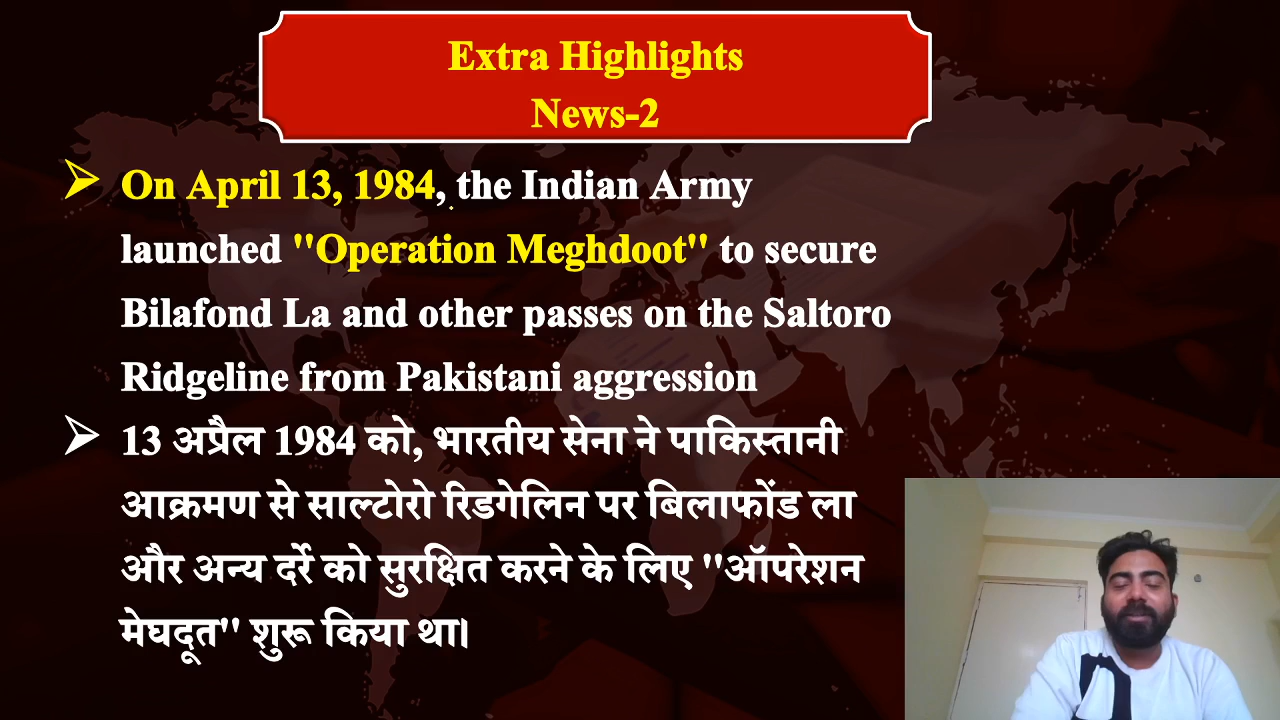 Extra Highlights
News-2
On April 13, 1984, the Indian Army
launched "Operation Meghdoot" to secure
Bilafond La and other passes on the Saltoro
Ridgeline from Pakistani aggression
13 अप्रैल 1984 को, भारतीय सेना ने पाकिस्तानी
आक्रमण से साल्टोरो रिडगेलिन पर बिलाफोंड ला
और अन्य दर्रे को सुरक्षित करने के लिए "ऑपरेशन
मेघदूत" शुरू किया था।